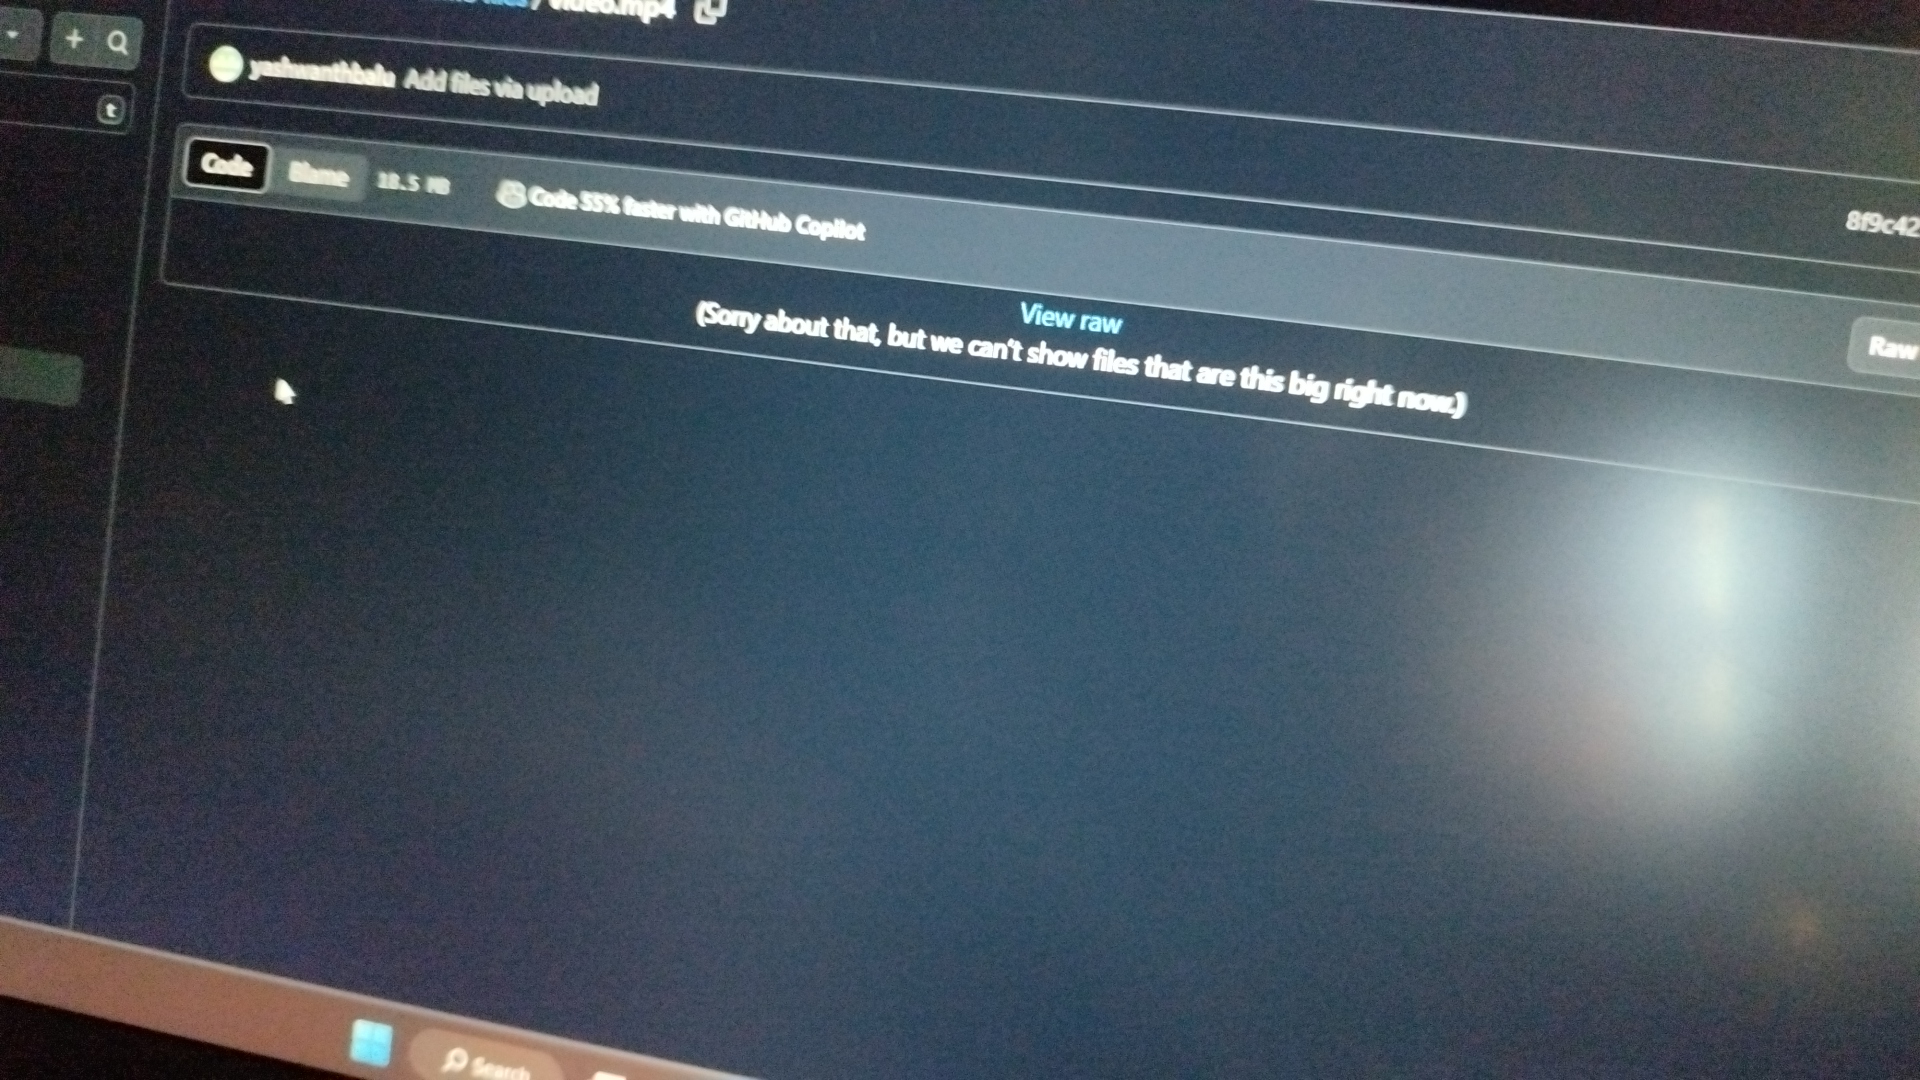 / video.mp4
yashwanthbalu Add files via upload
8f9c42
t
Code Blame 18.5 MB Code 55% faster with GitHub Copilot
Raw
View raw
(Sorry about that, but we can't show files that are this big right now.)
Search